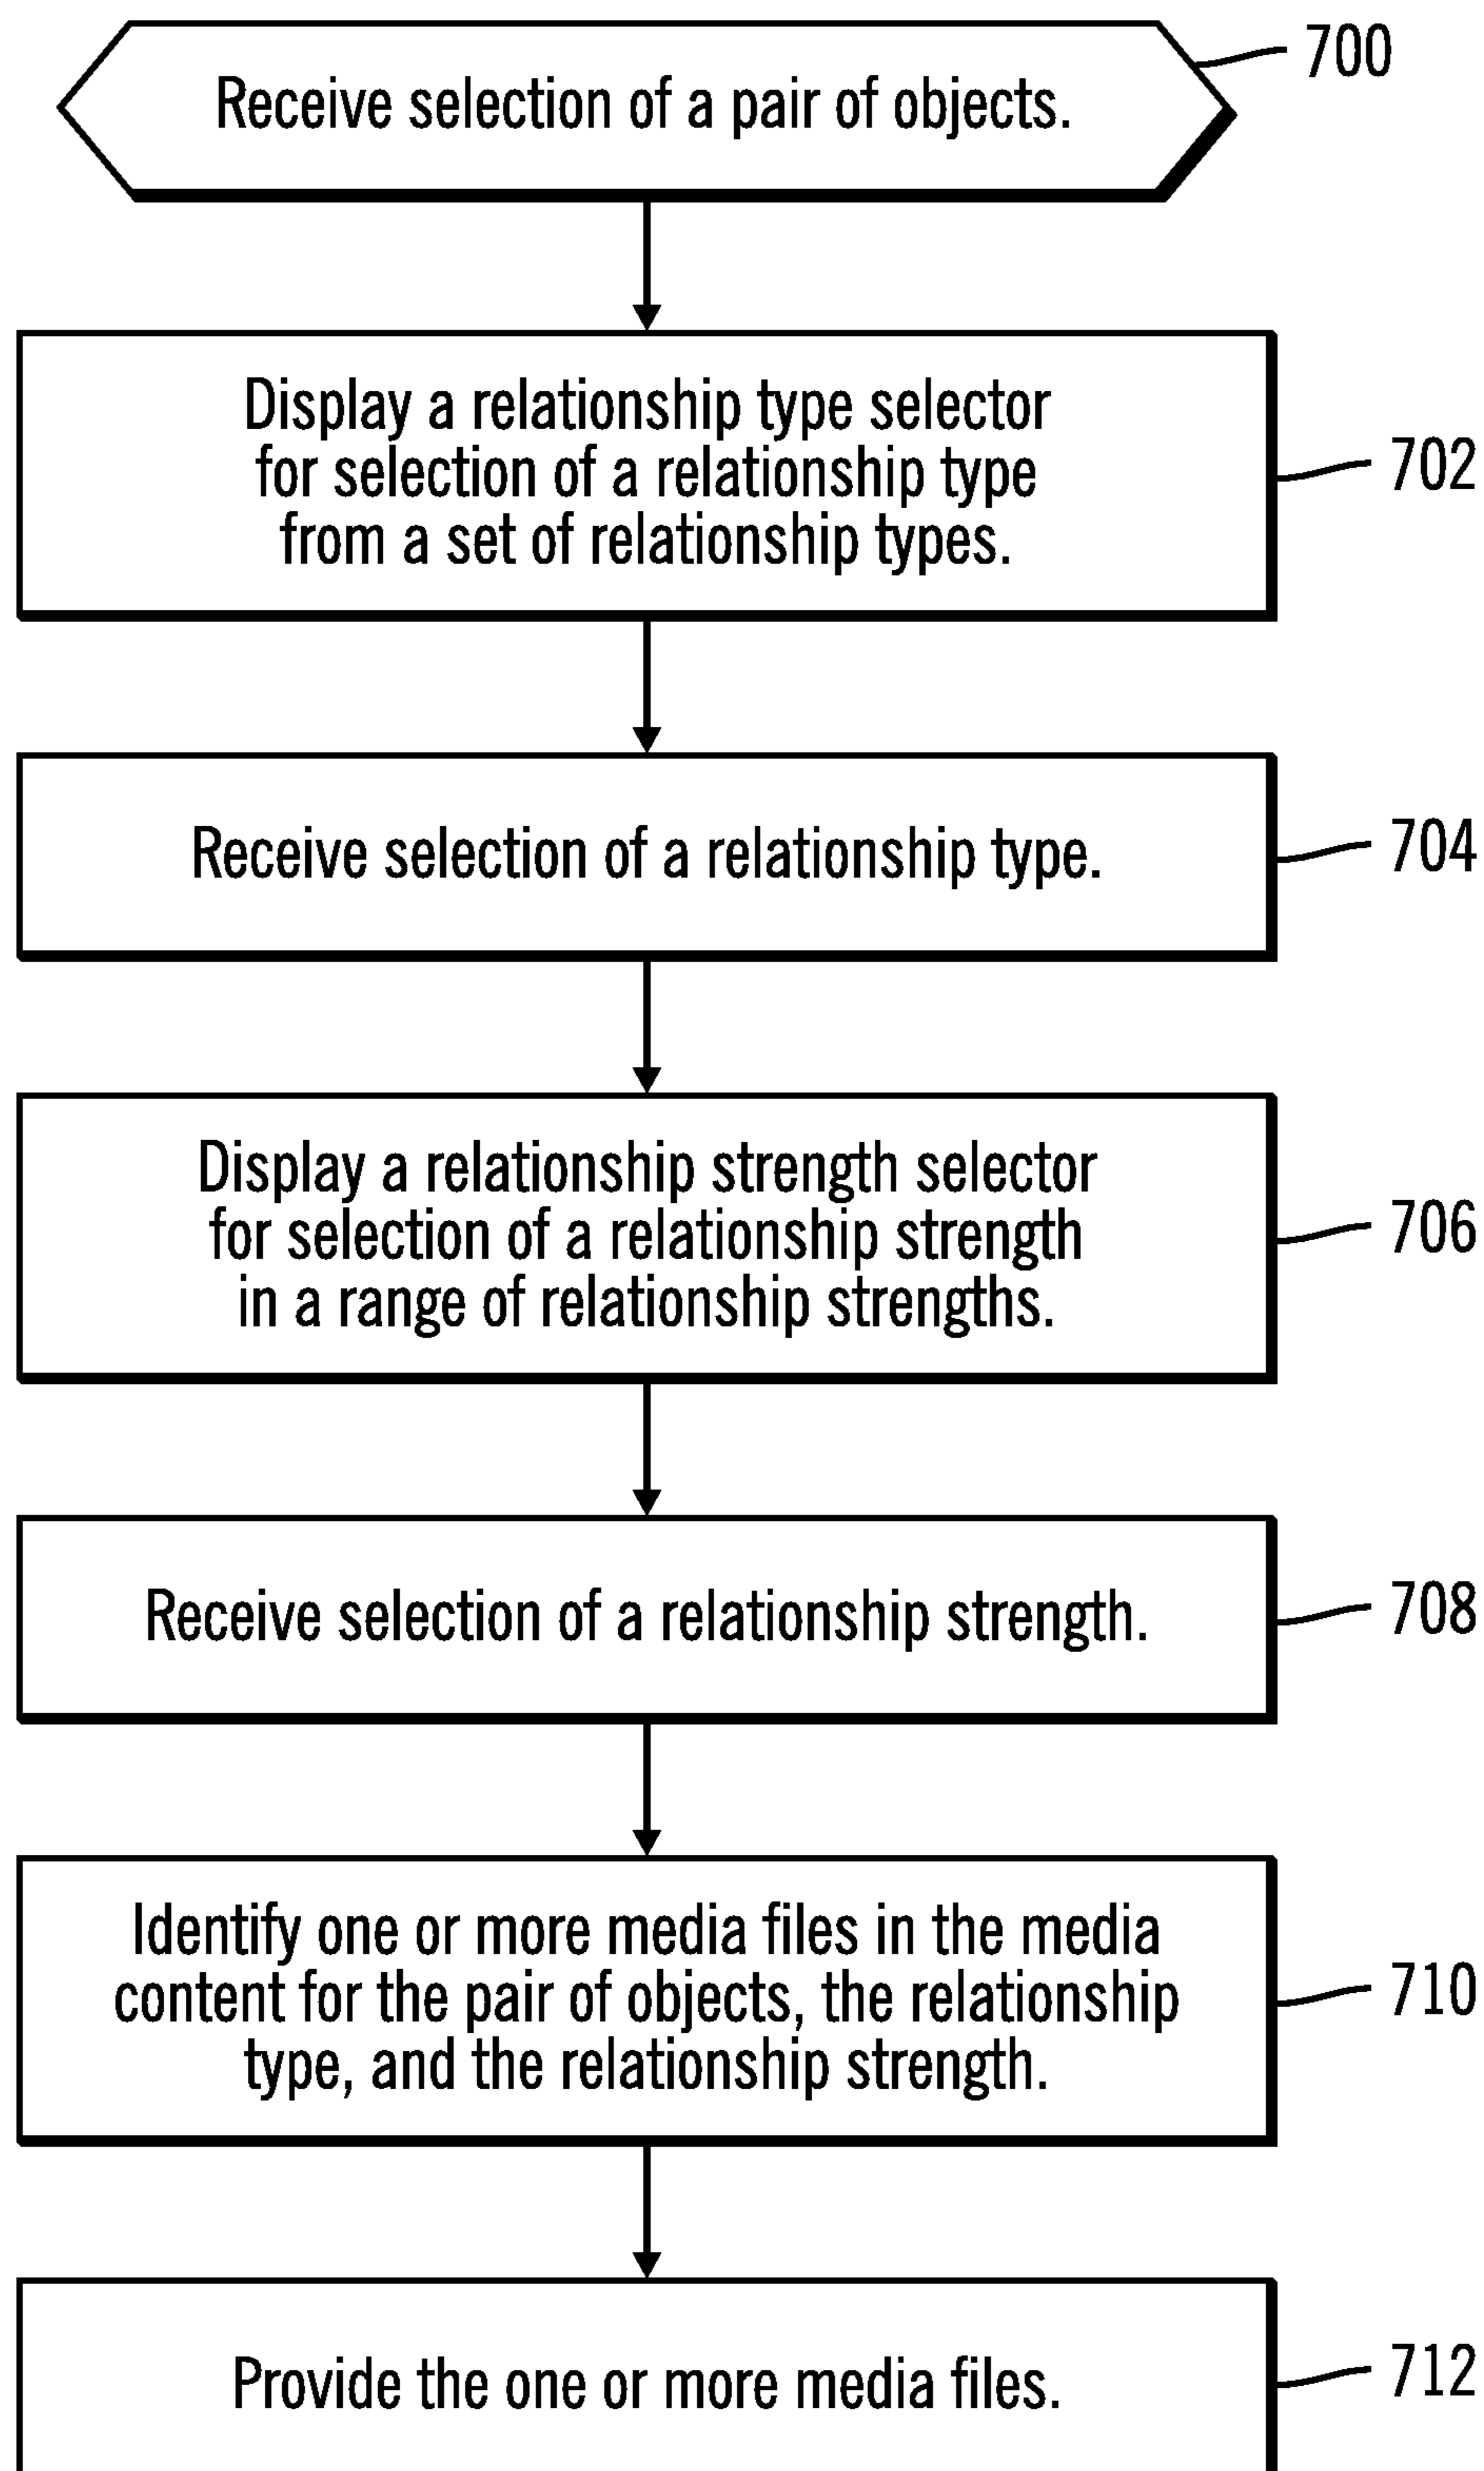 Receive selection of a pair of objects.
700
Display a relationship type selector
for selection of a relationship type
from a set of relationship types.
702
Receive selection of a relationship type.
704
Display a relationship strength selector
for selection of a relationship strength
in a range of relationship strengths.
706
Receive selection of a relationship strength.
708
Identify one or more media files in the media
content for the pair of objects, the relationship
type, and the relationship strength.
710
Provide the one or more media files.
712